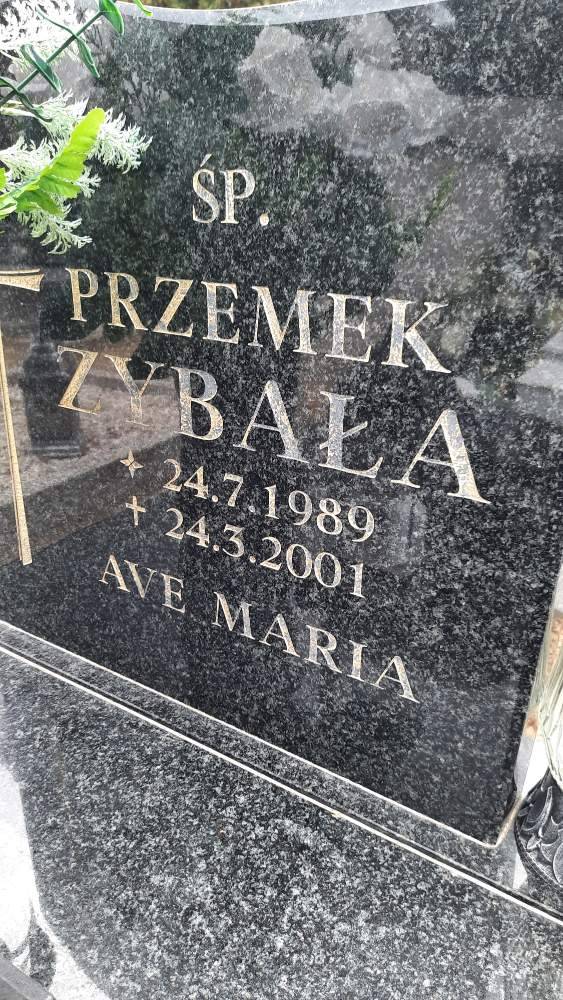 ŚP.
PRZEMEK
ZYBAŁA
24.7.1989
24.3.2001
AVE MARIA